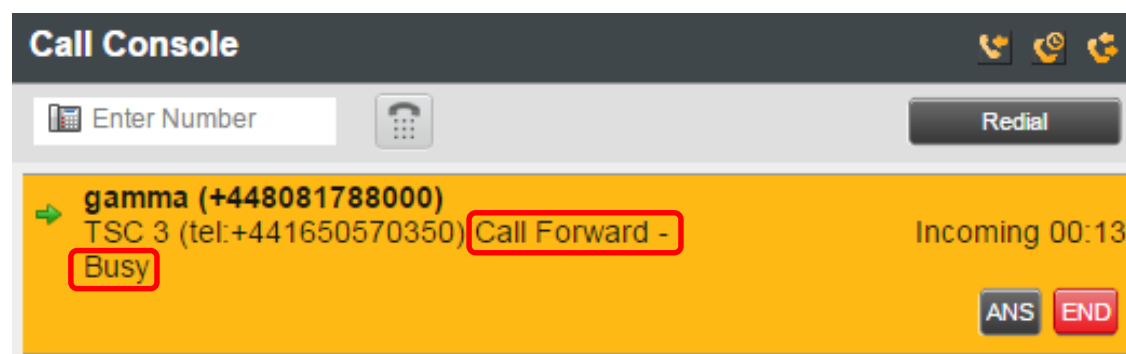 Call Console
Enter Number
Redial
gamma (+448081788000)
TSC 3 (tel:+441650570350) Call Forward -
Busy
Incoming 00:13
ANS END